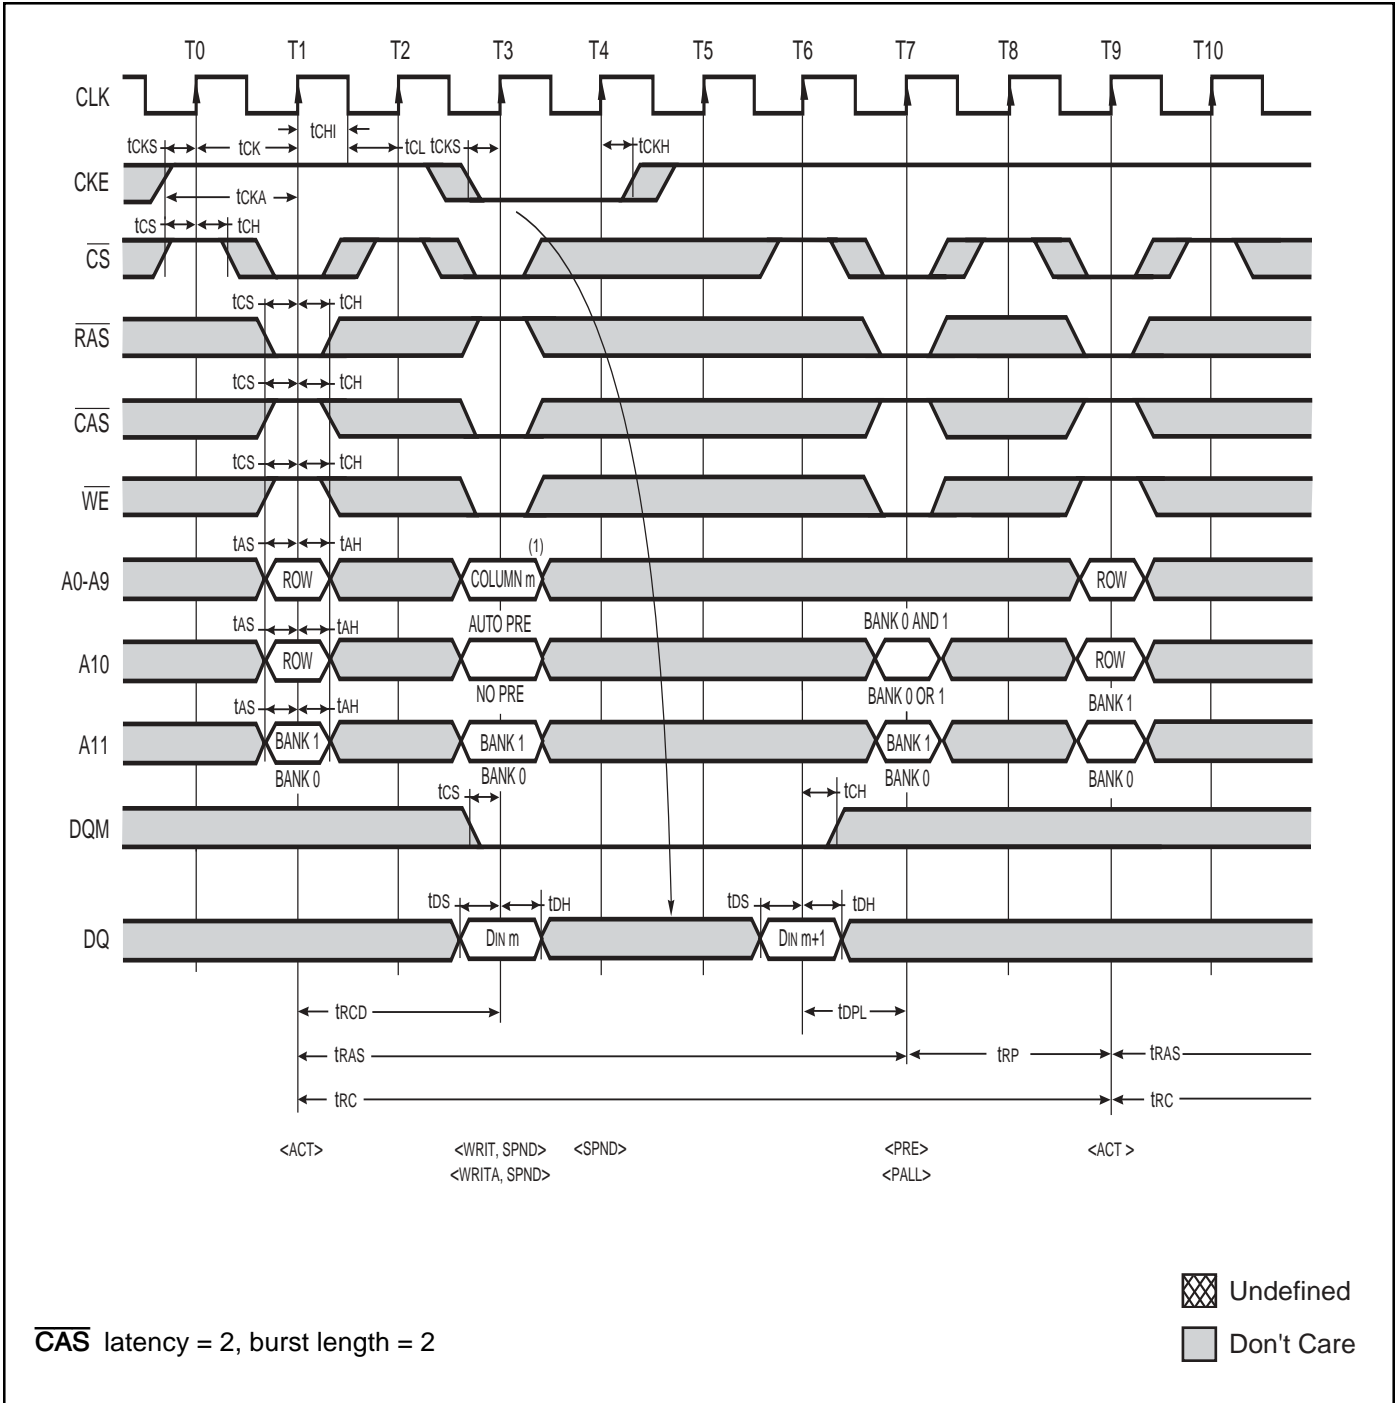 T0 T1 T2 T3 T4 T5 T6 T7 T8 T9 T10
CLK
tCHI
tCKS tCK tCL tCKS tCKH
CKE
tCKA
tCS tCH
CS
tCS tCH
RAS
tCS tCH
CAS
tCS tCH
WE
tAS tAH (1)
A0-A9 ROW COLUMN m ROW
tAS tAH AUTO PRE BANK 0 AND 1
A10 ROW ROW
NO PRE BANK 0 OR 1 BANK 1
tAS tAH
A11 BANK 1 BANK 1 BANK 1
BANK 0 BANK 0 BANK 0 BANK 0
tCS tCH
DQM
tDS tDH tDS tDH
DQ DIN m DIN m+1
tRCD tDPL
tRAS tRP tRAS
tRC tRC
<ACT> <WRIT, SPND> <SPND> <PRE> <ACT >
<WRITA, SPND> <PALL>
Undefined
CAS latency = 2, burst length = 2
Don't Care